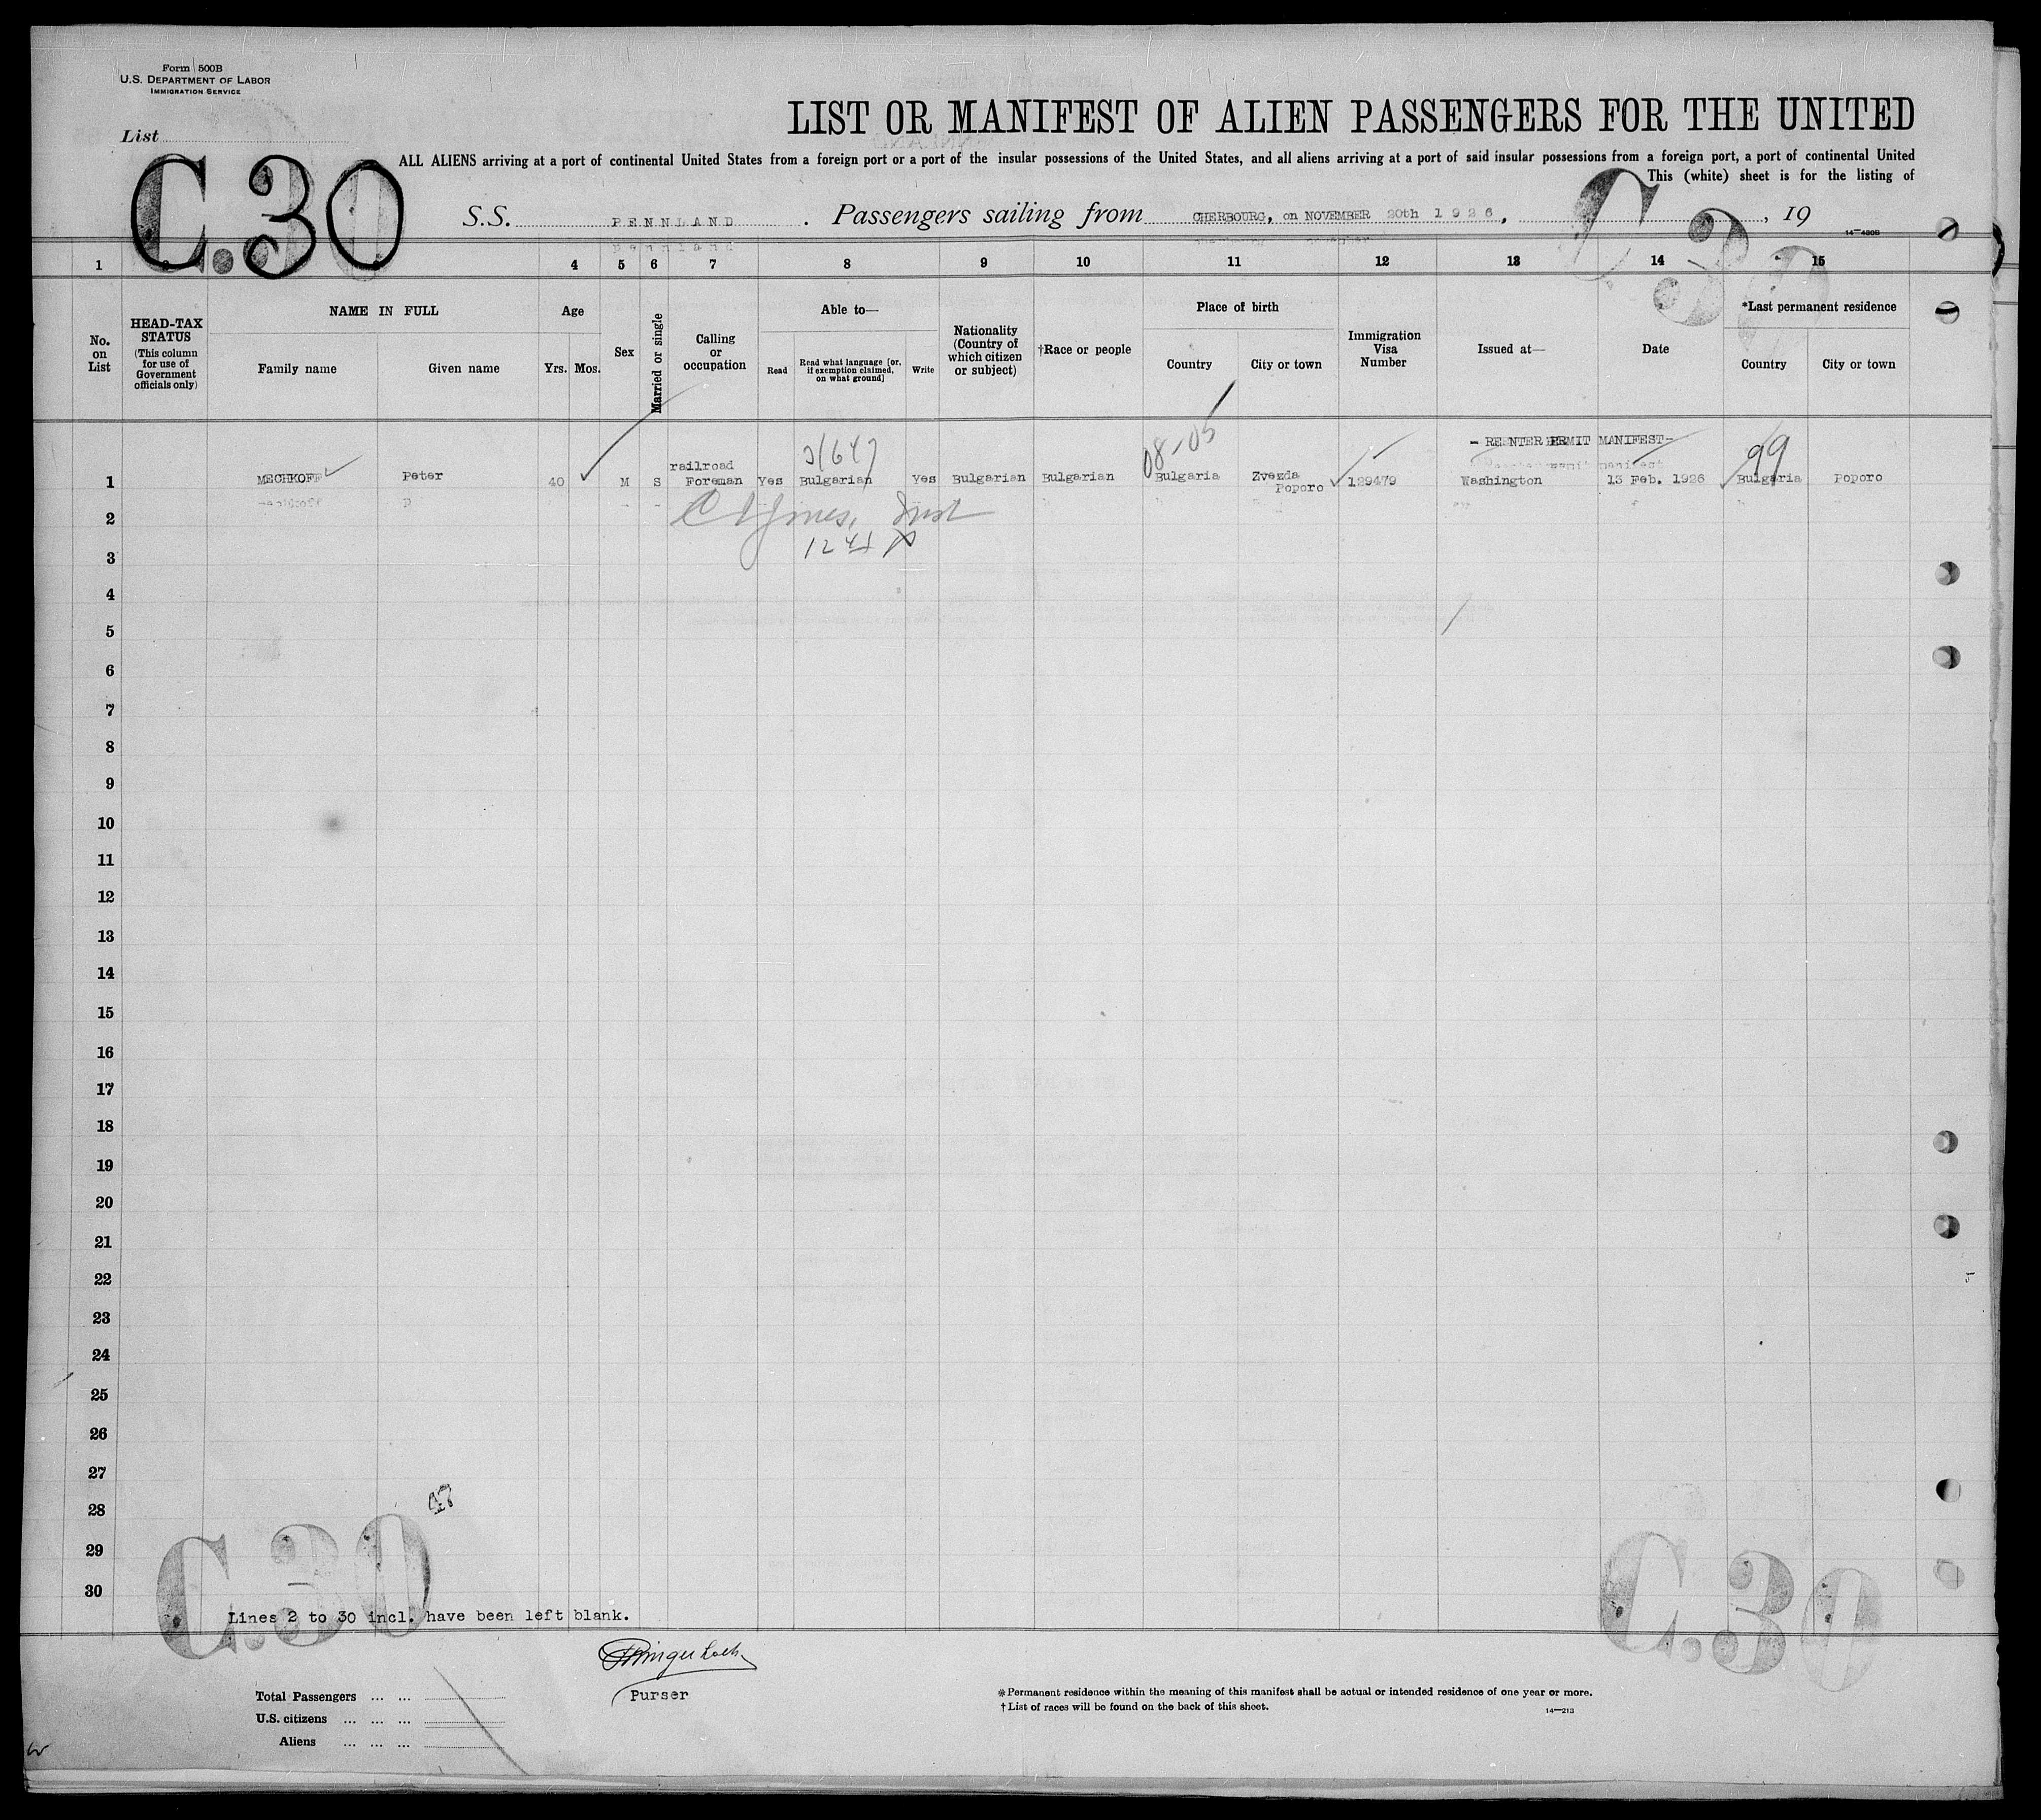 Form 500B
U.S. DEPARTMENT OF LABOR
IMMIGRATION SERVICE
List
LIST OR MANIFEST OF ALIEN PASSENGERS FOR THE UNITED
ALL ALIENS arriving at a port of continental United States from a foreign port or a port of the insular possessions of the United States, and all aliens arriving at a port of said insular possessions from a foreign port, a port of continental United
This (white) sheet is for the listing of
C.30
C.30
S.S. PENNLAND. Passengers sailing from CHERBOURG, on NOVEMBER 20th 1926, , 19
14—480B
1 2 3 4 5 6 7 8 9 10 11 12 13 14 15
HEAD-TAX STATUS (This column for use of Government officials only)
NAME IN FULL
Age
Able to—
Place of birth
*Last permanent residence
No. on List
Family name
Given name
Yrs.
Mos.
Sex
Married or single
Calling or occupation
Read
Read what language [or, if exemption claimed, on what ground]
Write
Nationality (Country of which citizen or subject)
†Race or people
Country
City or town
Immigration Visa Number
Issued at—
Date
Country
City or town
08-05
99
- REENTER PERMIT MANIFEST-
1 MECHKOFF Peter 40 M S railroad Foreman Yes Bulgarian Yes Bulgarian Bulgarian Bulgaria Zvezda Poporo 129479 Washington 13 Feb. 1926 Bulgaria Poporo
2
3
4
5
6
7
8
9
10
11
12
13
14
15
16
17
18
19
20
21
22
23
24
25
26
27
28
29
30
47
C.30
C.30
Lines 2 to 30 incl. have been left blank.
Purser
Total Passengers ... ...
U.S. citizens ... ... ...
Aliens ... ... ...
*Permanent residence within the meaning of this manifest shall be actual or intended residence of one year or more.
†List of races will be found on the back of this sheet.
14—213